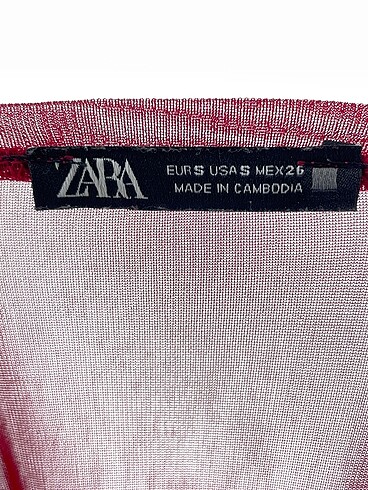 ZARA
EUR S USA S MEX 26
MADE IN CAMBODIA